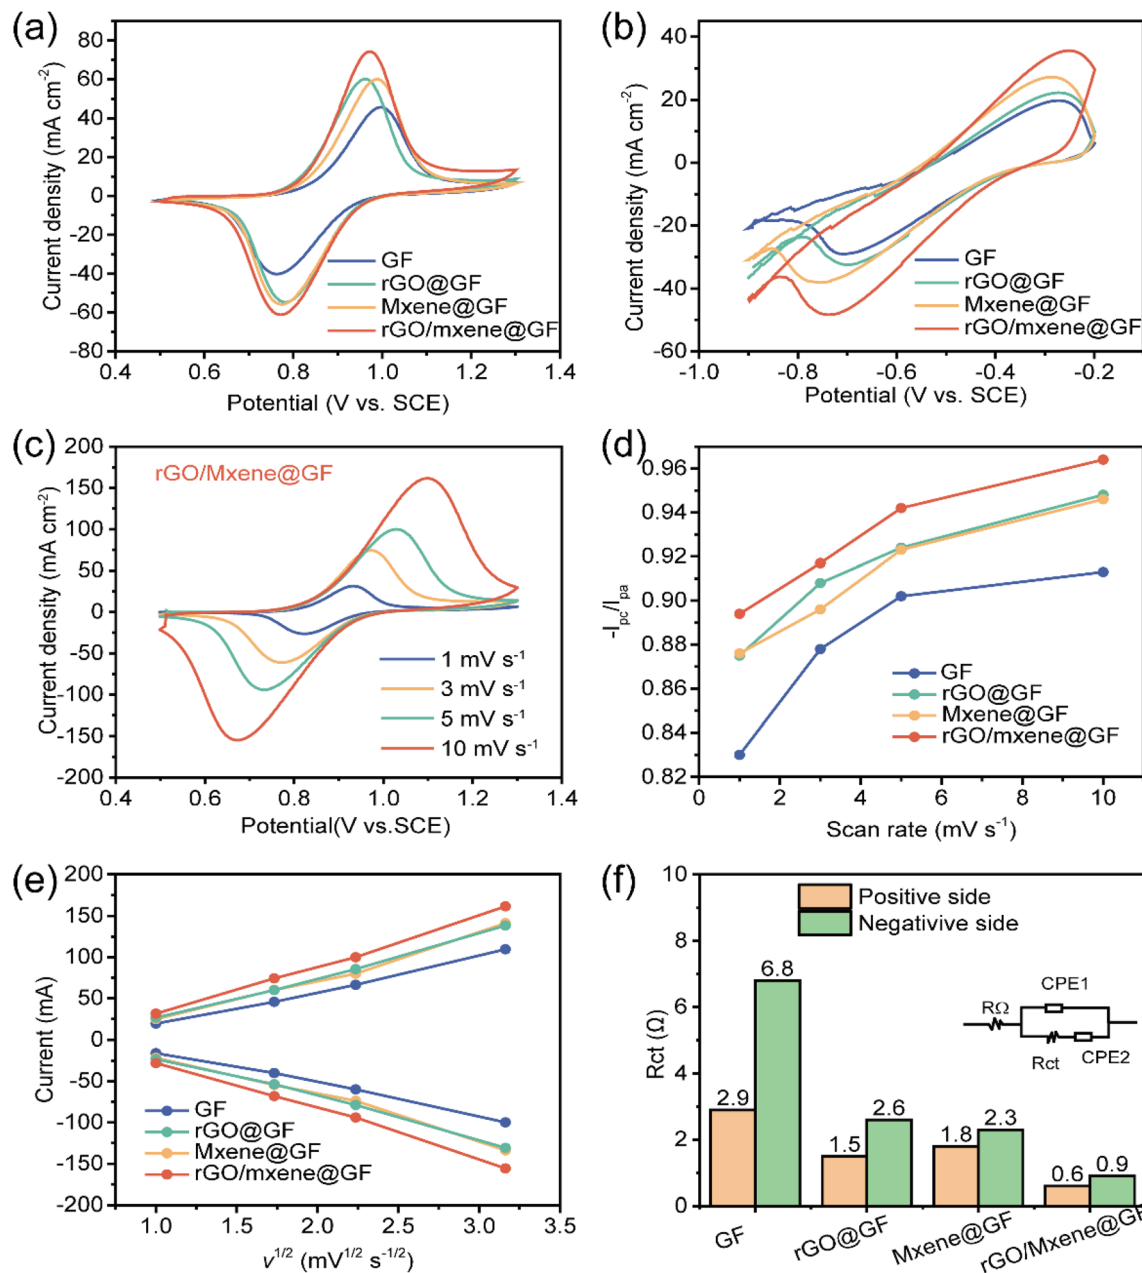 (a)
80
60
40
20
0
-20
-40
-60
-80
Current density (mA cm-2)
GF
rGO@GF
Mxene@GF
rGO/mxene@GF
0.4 0.6 0.8 1.0 1.2 1.4
Potential (V vs. SCE)
(b)
40
20
0
-20
-40
-60
Current density (mA cm-2)
GF
rGO@GF
Mxene@GF
rGO/mxene@GF
-1.0 -0.8 -0.6 -0.4 -0.2
Potential (V vs. SCE)
(c)
200
150
100
50
0
-50
-100
-150
-200
Current density (mA cm-2)
rGO/Mxene@GF
1 mV s-1
3 mV s-1
5 mV s-1
10 mV s-1
0.4 0.6 0.8 1.0 1.2 1.4
Potential(V vs.SCE)
(d)
0.96
0.94
0.92
0.90
0.88
0.86
0.84
0.82
-Ipc/Ipa
GF
rGO@GF
Mxene@GF
rGO/mxene@GF
0 2 4 6 8 10
Scan rate (mV s-1)
(e)
200
150
100
50
0
-50
-100
-150
-200
Current (mA)
GF
rGO@GF
Mxene@GF
rGO/mxene@GF
1.0 1.5 2.0 2.5 3.0 3.5
v1/2 (mV1/2 s-1/2)
(f)
10
8
6
4
2
0
Rct (Ω)
Positive side
Negativive side
2.9
6.8
1.5
2.6
1.8
2.3
0.6
0.9
RΩ
CPE1
Rct
CPE2
GF
rGO@GF
Mxene@GF
rGO/Mxene@GF